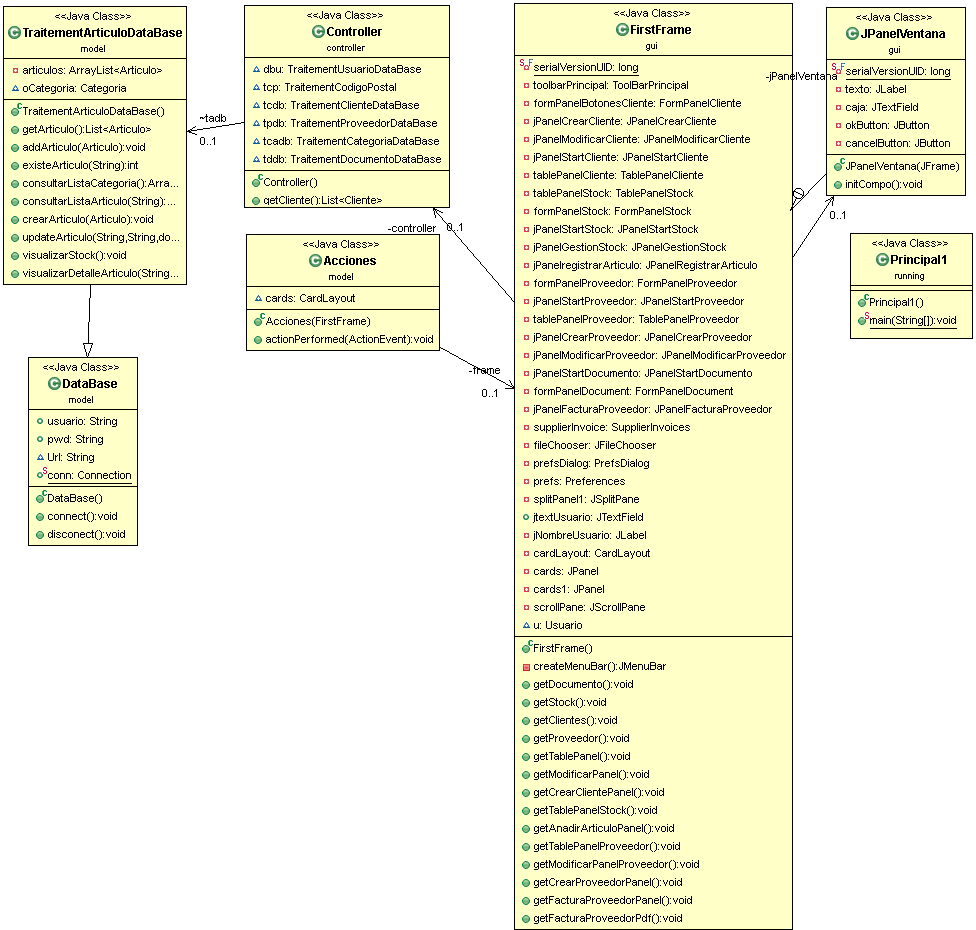 <<Java Class>>
TraitementArticuloDataBase
model
articulos: ArrayList<Articulo>
oCategoria: Categoria
TraitementArticuloDataBase()
getArticulo():List<Articulo>
addArticulo(Articulo):void
existeArticulo(String):int
consultarListaCategoria():Arra...
consultarListaArticulo(String):...
crearArticulo(Articulo):void
updateArticulo(String,String,do...
visualizarStock():void
visualizarDetalleArticulo(String...
<<Java Class>>
DataBase
model
usuario: String
pwd: String
Url: String
conn: Connection
DataBase()
connect():void
disconect():void
~tadb
0..1
<<Java Class>>
Controller
controller
dbu: TraitementUsuarioDataBase
tcp: TraitementCodigoPostal
tcdb: TraitementClienteDataBase
tpdb: TraitementProveedorDataBase
tcadb: TraitementCategoriaDataBase
tddb: TraitementDocumentoDataBase
Controller()
getCliente():List<Cliente>
-controller
0..1
<<Java Class>>
Acciones
model
cards: CardLayout
Acciones(FirstFrame)
actionPerformed(ActionEvent):void
-frame
0..1
<<Java Class>>
FirstFrame
gui
serialVersionUID: long
toolbarPrincipal: ToolBarPrincipal
formPanelBotonesCliente: FormPanelCliente
jPanelCrearCliente: JPanelCrearCliente
jPanelModificarCliente: JPanelModificarCliente
jPanelStartCliente: JPanelStartCliente
tablePanelCliente: TablePanelCliente
tablePanelStock: TablePanelStock
formPanelStock: FormPanelStock
jPanelStartStock: JPanelStartStock
jPanelGestionStock: JPanelGestionStock
jPanelregistrarArticulo: JPanelRegistrarArticulo
formPanelProveedor: FormPanelProveedor
jPanelStartProveedor: JPanelStartProveedor
tablePanelProveedor: TablePanelProveedor
jPanelCrearProveedor: JPanelCrearProveedor
jPanelModificarProveedor: JPanelModificarProveedor
jPanelStartDocumento: JPanelStartDocumento
formPanelDocument: FormPanelDocument
jPanelFacturaProveedor: JPanelFacturaProveedor
supplierInvoice: SupplierInvoices
fileChooser: JFileChooser
prefsDialog: PrefsDialog
prefs: Preferences
splitPanel1: JSplitPane
jtextUsuario: JTextField
jNombreUsuario: JLabel
cardLayout: CardLayout
cards: JPanel
cards1: JPanel
scrollPane: JScrollPane
u: Usuario
FirstFrame()
createMenuBar():JMenuBar
getDocumento():void
getStock():void
getClientes():void
getProveedor():void
getTablePanel():void
getModificarPanel():void
getCrearClientePanel():void
getTablePanelStock():void
getAnadirArticuloPanel():void
getTablePanelProveedor():void
getModificarPanelProveedor():void
getCrearProveedorPanel():void
getFacturaProveedorPanel():void
getFacturaProveedorPdf():void
-jPanelVentana
0..1
<<Java Class>>
JPanelVentana
gui
serialVersionUID: long
texto: JLabel
caja: JTextField
okButton: JButton
cancelButton: JButton
JPanelVentana(JFrame)
initCompo():void
<<Java Class>>
Principal1
running
Principal1()
main(String[]):void